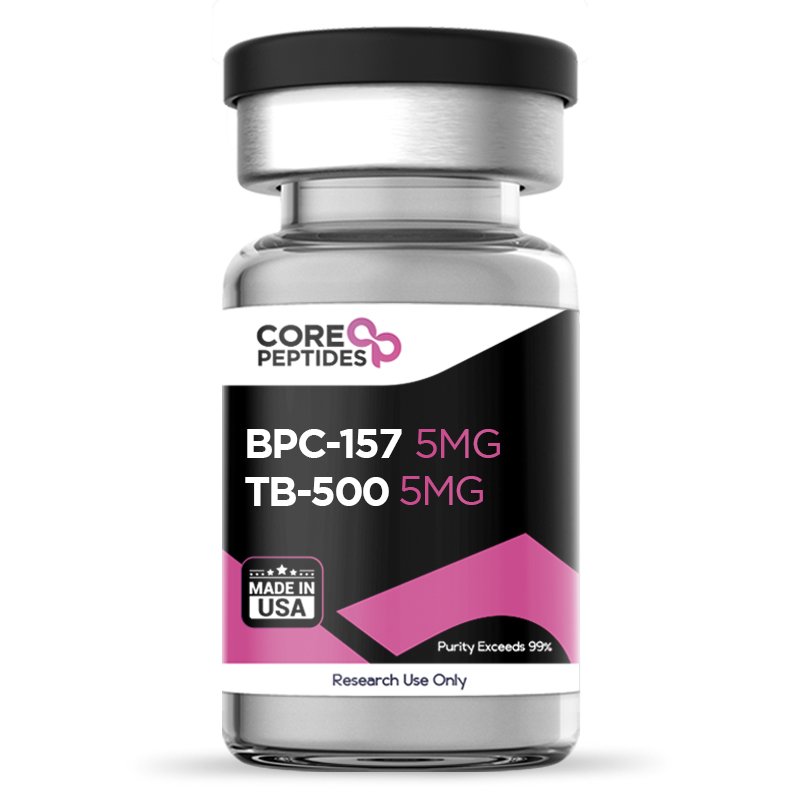 CORE
PEPTIDES
BPC-157 5MG
TB-500 5MG
MADE IN
USA
Purity Exceeds 99%
Research Use Only